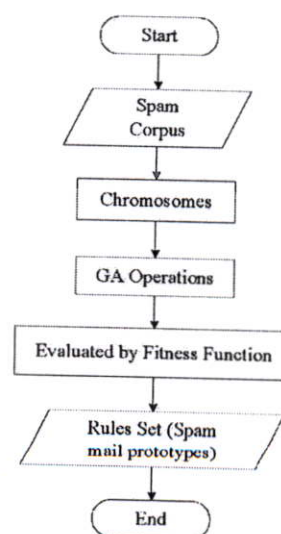 Start
Spam
Corpus
Chromosomes
GA Operations
Evaluated by Fitness Function
Rules Set (Spam
mail prototypes)
End